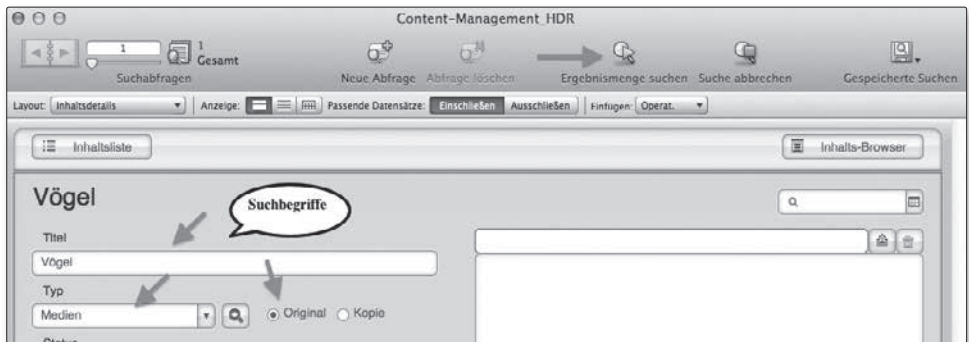 Content-Management_HDR
1
1
Gesamt
Suchabfragen
Neue Abfrage Abfrage löschen Ergebnismenge suchen Suche abbrechen Gespeicherte Suchen
Layout: Inhaltsdetails Anzeige: Passende Datensätze: Einschließen Ausschließen Einfügen: Operat.
Inhaltsliste Inhalts-Browser
Vögel
Suchbegriffe
Titel
Vögel
Typ
Medien Original Kopie
Status